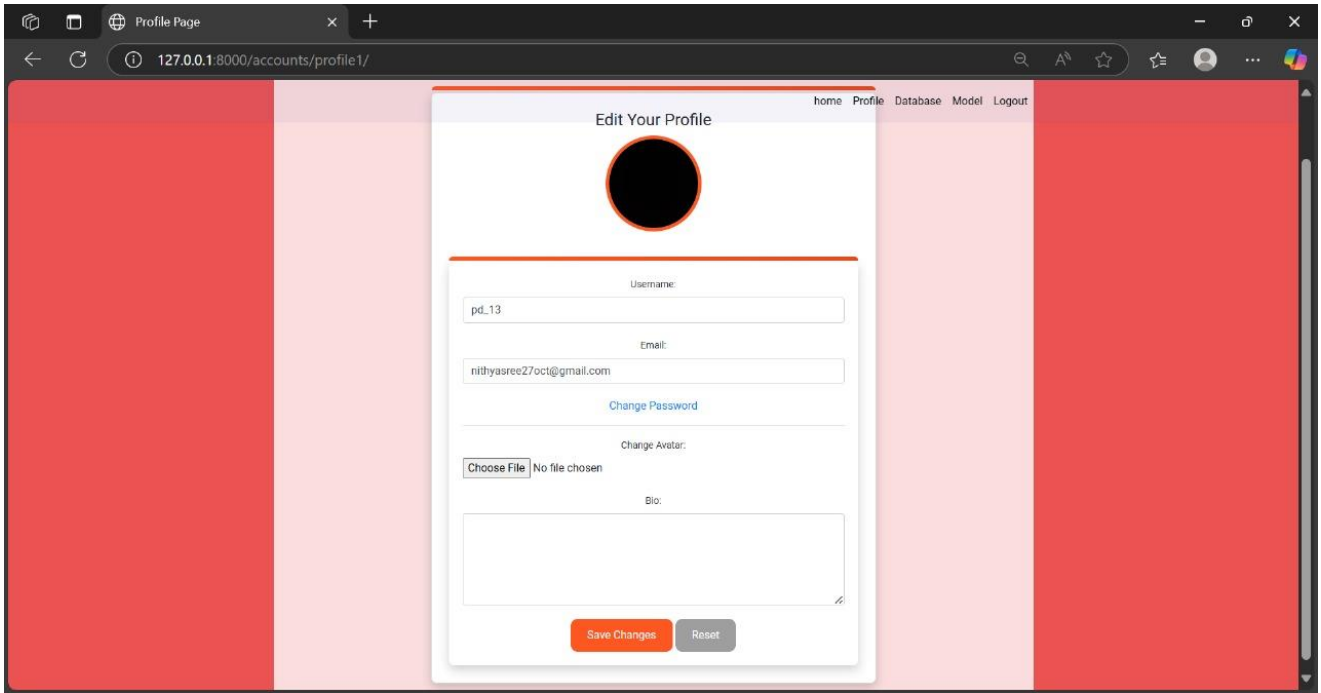 Profile Page
127.0.0.1:8000/accounts/profile1/
home Profile Database Model Logout
Edit Your Profile
Username:
pd_13
Email:
nithyasree27oct@gmail.com
Change Password
Change Avatar:
Choose File No file chosen
Bio:
Save Changes Reset